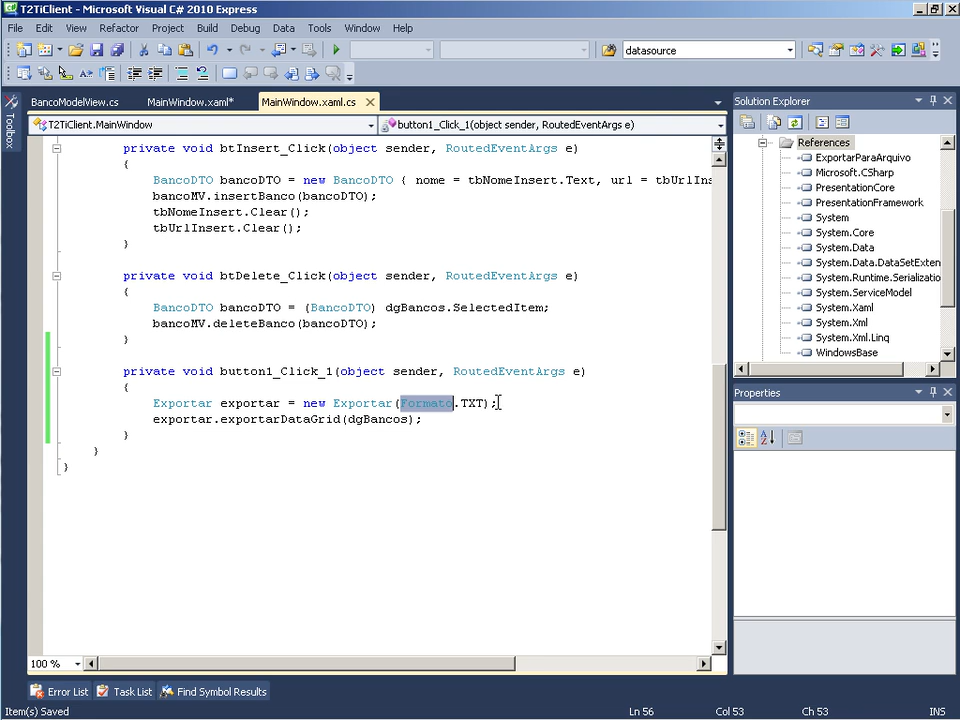 T2TiClient - Microsoft Visual C# 2010 Express
File Edit View Refactor Project Build Debug Data Tools Window Help
datasource
BancoModelView.cs MainWindow.xaml* MainWindow.xaml.cs
Toolbox
T2TiClient.MainWindow button1_Click_1(object sender, RoutedEventArgs e)
private void btInsert_Click(object sender, RoutedEventArgs e)
{
BancoDTO bancoDTO = new BancoDTO { nome = tbNomeInsert.Text, url = tbUrlIns
bancoMV.insertBanco(bancoDTO);
tbNomeInsert.Clear();
tbUrlInsert.Clear();
}
private void btDelete_Click(object sender, RoutedEventArgs e)
{
BancoDTO bancoDTO = (BancoDTO) dgBancos.SelectedItem;
bancoMV.deleteBanco(bancoDTO);
}
private void button1_Click_1(object sender, RoutedEventArgs e)
{
Exportar exportar = new Exportar(Formato.TXT);
exportar.exportarDataGrid(dgBancos);
}
}
}
100 %
Solution Explorer
References
ExportarParaArquivo
Microsoft.CSharp
PresentationCore
PresentationFramework
System
System.Core
System.Data
System.Data.DataSetExten
System.Runtime.Serializatio
System.ServiceModel
System.Xaml
System.Xml
System.Xml.Linq
WindowsBase
Properties
Error List Task List Find Symbol Results
Item(s) Saved Ln 56 Col 53 Ch 53 INS